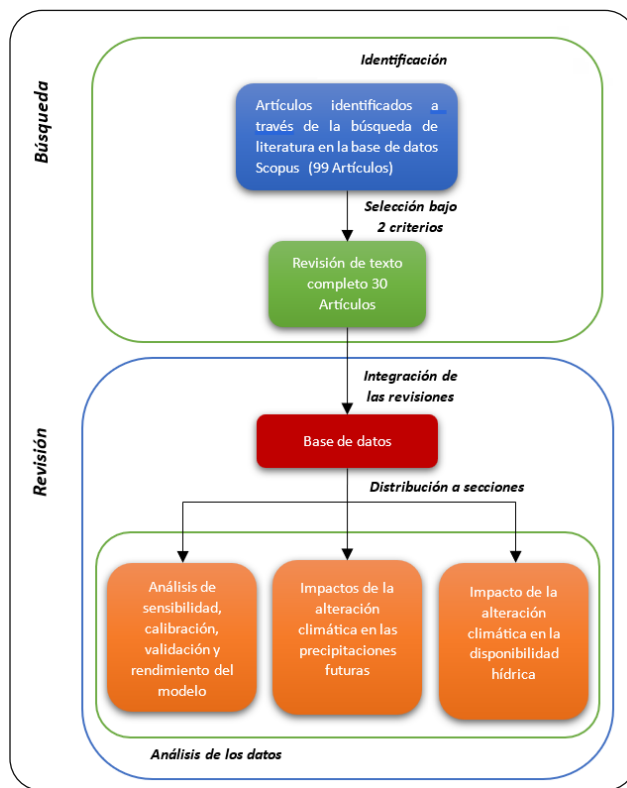 Búsqueda
Identificación
Artículos identificados a
través de la búsqueda de
literatura en la base de datos
Scopus (99 Artículos)
Selección bajo
2 criterios
Revisión de texto
completo 30
Artículos
Revisión
Integración de
las revisiones
Base de datos
Distribución a secciones
Análisis de
sensibilidad,
calibración,
validación y
rendimiento del
modelo
Impactos de la
alteración
climática en las
precipitaciones
futuras
Impacto de la
alteración
climática en la
disponibilidad
hídrica
Análisis de los datos